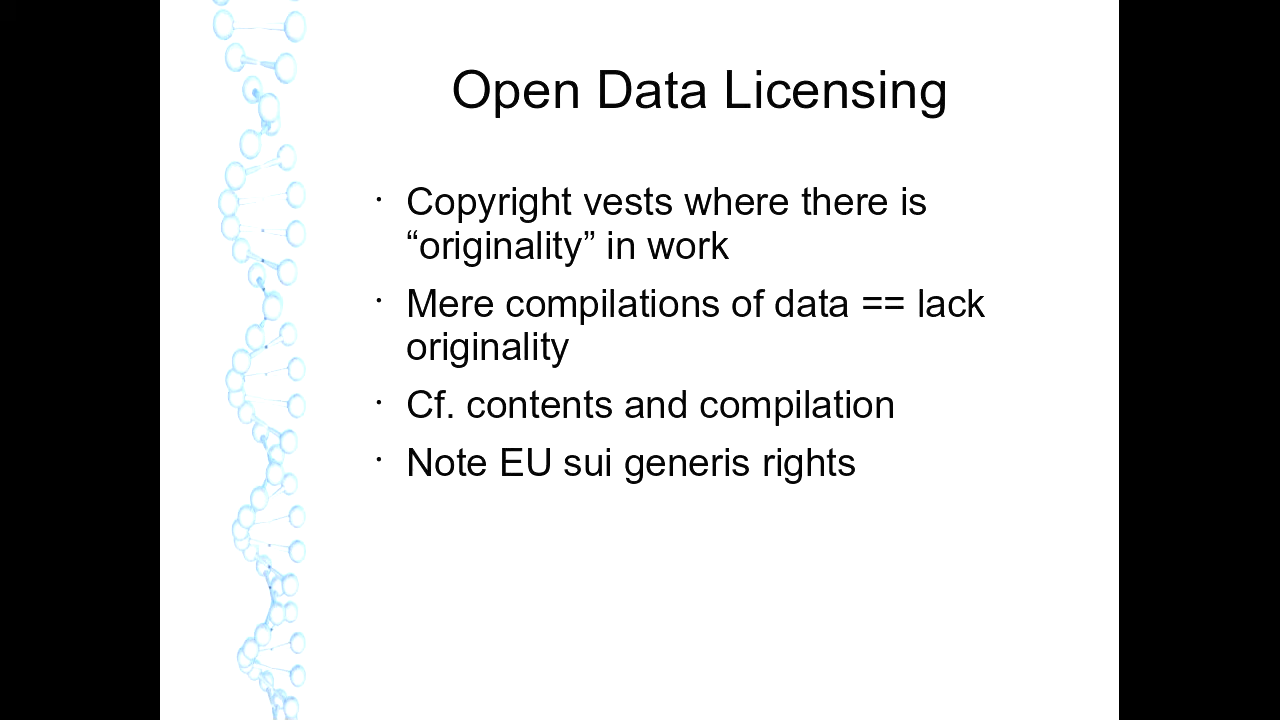 Open Data Licensing
· Copyright vests where there is
“originality” in work
· Mere compilations of data == lack
originality
· Cf. contents and compilation
· Note EU sui generis rights